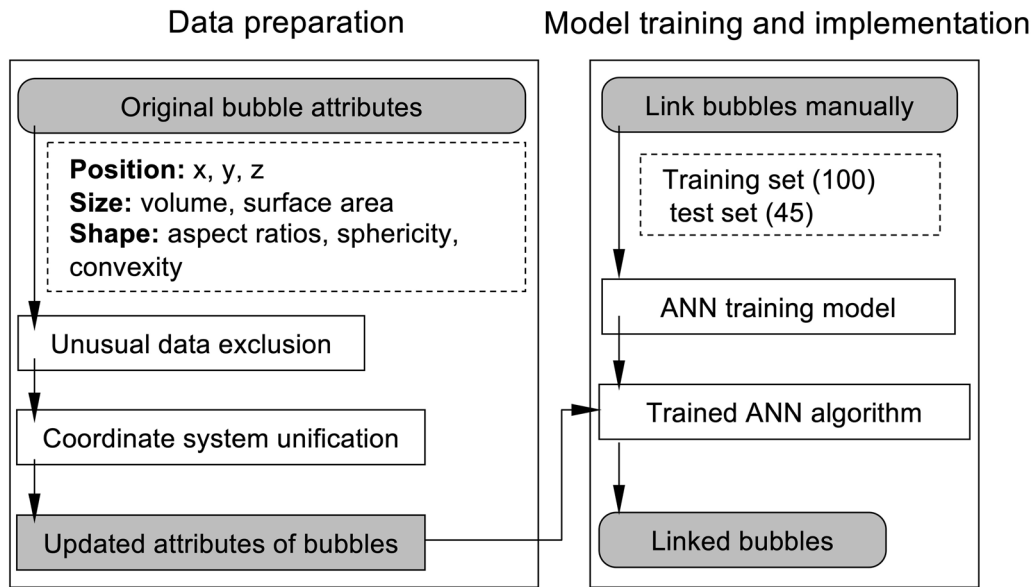 Data preparation
Original bubble attributes
Position: x, y, z
Size: volume, surface area
Shape: aspect ratios, sphericity,
convexity
Unusual data exclusion
Coordinate system unification
Updated attributes of bubbles
Model training and implementation
Link bubbles manually
Training set (100)
test set (45)
ANN training model
Trained ANN algorithm
Linked bubbles